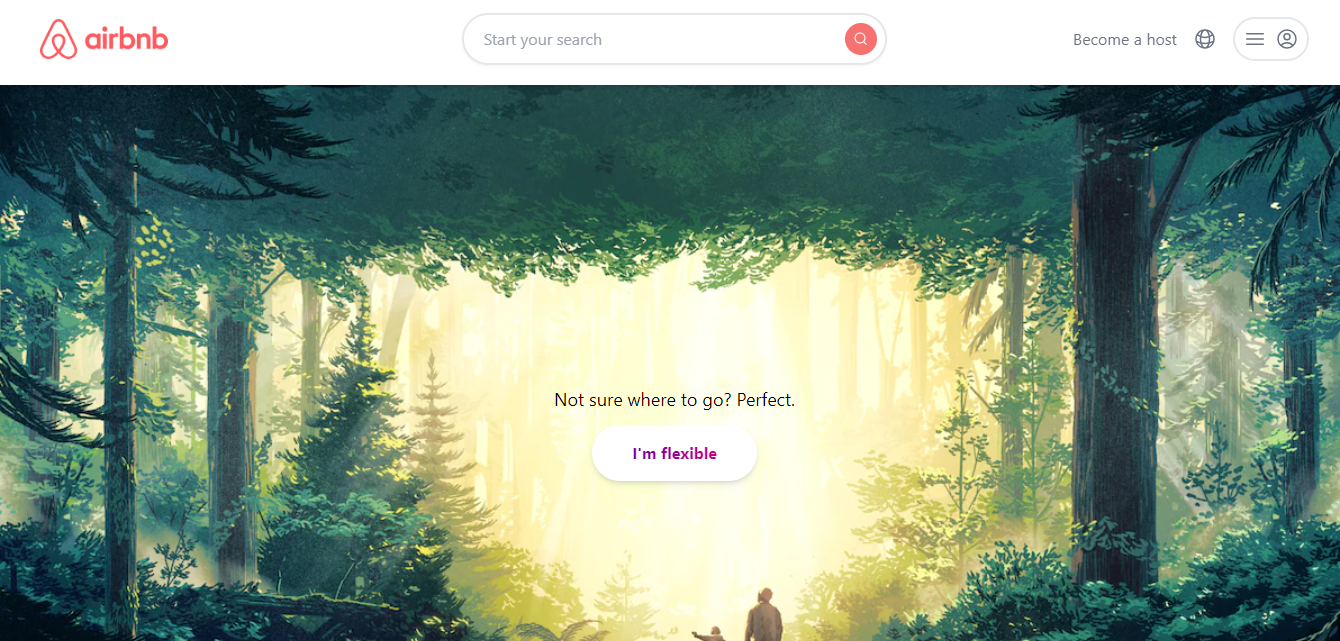 airbnb
Start your search
Become a host
Not sure where to go? Perfect.
I'm flexible